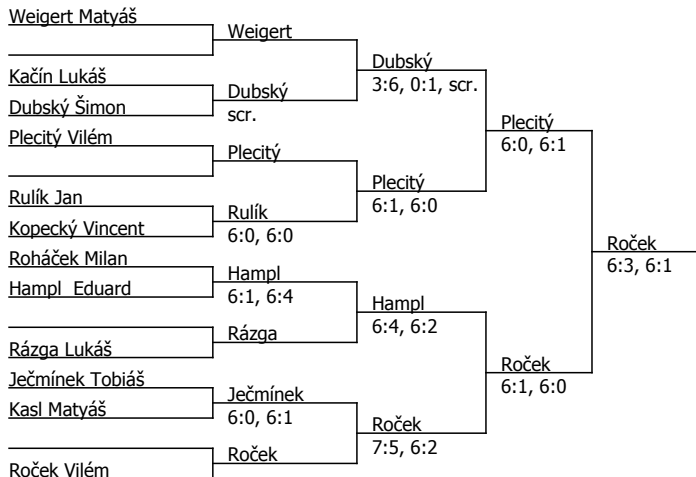 Weigert Matyáš
Kačín Lukáš
Dubský Šimon
Plecitý Vilém
Rulík Jan
Kopecký Vincent
Roháček Milan
Hampl  Eduard
Rázga Lukáš
Ječmínek Tobiáš
Kasl Matyáš
Roček Vilém
Weigert
Dubský
scr.
Plecitý
Rulík
6:0, 6:0
Hampl
6:1, 6:4
Rázga
Ječmínek
6:0, 6:1
Roček
Dubský
3:6, 0:1, scr.
Plecitý
6:1, 6:0
Hampl
6:4, 6:2
Roček
7:5, 6:2
Plecitý
6:0, 6:1
Roček
6:1, 6:0
Roček
6:3, 6:1